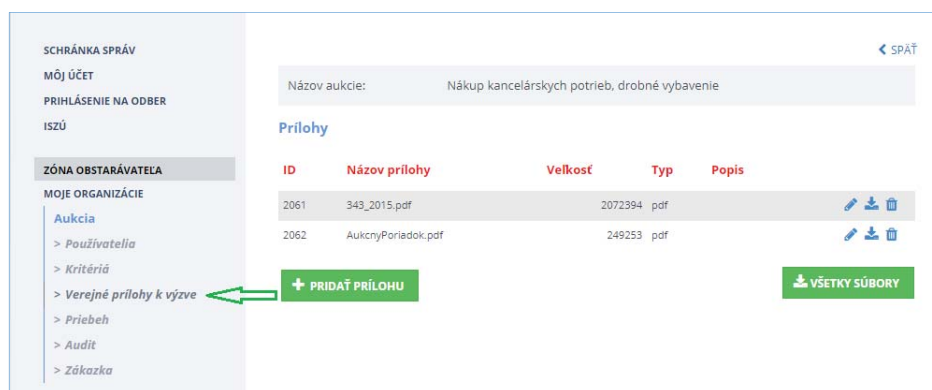 SCHRÁNKA SPRÁV
MÔJ ÚČET
PRIHLÁSENIE NA ODBER
ISZÚ
ZÓNA OBSTARÁVATEĽA
MOJE ORGANIZÁCIE
Aukcia
> Používatelia
> Kritériá
> Verejné prílohy k výzve
> Priebeh
> Audit
> Zákazka
SPÄŤ
Názov aukcie: Nákup kancelárskych potrieb, drobné vybavenie
Prílohy
ID Názov prílohy Veľkosť Typ Popis
2061 343_2015.pdf 2072394 pdf
2062 AukcnyPoriadok.pdf 249253 pdf
PRIDAŤ PRÍLOHU
VŠETKY SÚBORY